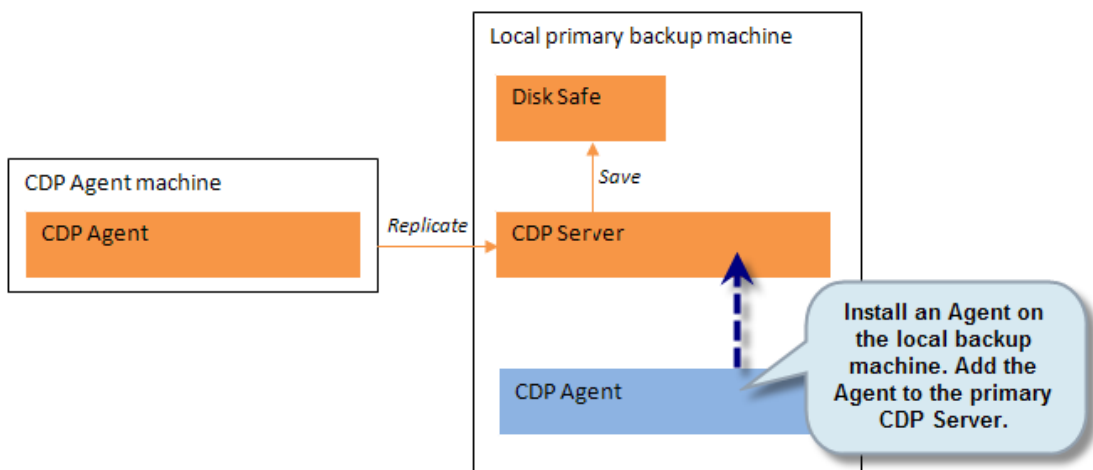 Local primary backup machine
Disk Safe
Save
CDP Agent machine
CDP Agent
Replicate
CDP Server
CDP Agent
Install an Agent on
the local backup
machine. Add the
Agent to the primary
CDP Server.